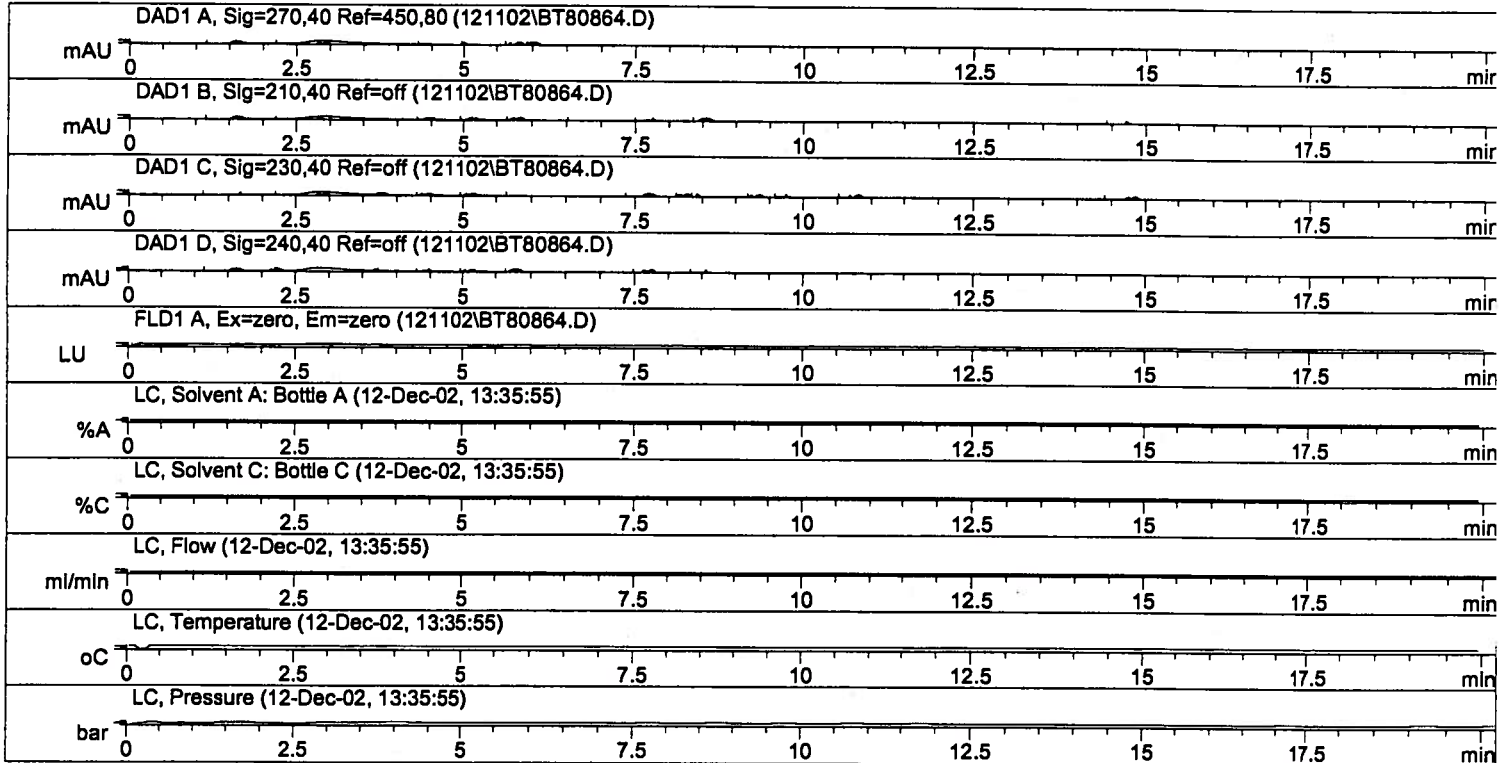 DAD1 A, Sig=270,40 Ref=450,80 (121102\BT80864.D)
mAU
0 2.5 5 7.5 10 12.5 15 17.5 min
DAD1 B, Sig=210,40 Ref=off (121102\BT80864.D)
mAU
0 2.5 5 7.5 10 12.5 15 17.5 min
DAD1 C, Sig=230,40 Ref=off (121102\BT80864.D)
mAU
0 2.5 5 7.5 10 12.5 15 17.5 min
DAD1 D, Sig=240,40 Ref=off (121102\BT80864.D)
mAU
0 2.5 5 7.5 10 12.5 15 17.5 min
FLD1 A, Ex=zero, Em=zero (121102\BT80864.D)
LU
0 2.5 5 7.5 10 12.5 15 17.5 min
LC, Solvent A: Bottle A (12-Dec-02, 13:35:55)
%A
0 2.5 5 7.5 10 12.5 15 17.5 min
LC, Solvent C: Bottle C (12-Dec-02, 13:35:55)
%C
0 2.5 5 7.5 10 12.5 15 17.5 min
LC, Flow (12-Dec-02, 13:35:55)
ml/min
0 2.5 5 7.5 10 12.5 15 17.5 min
LC, Temperature (12-Dec-02, 13:35:55)
oC
0 2.5 5 7.5 10 12.5 15 17.5 min
LC, Pressure (12-Dec-02, 13:35:55)
bar
0 2.5 5 7.5 10 12.5 15 17.5 min